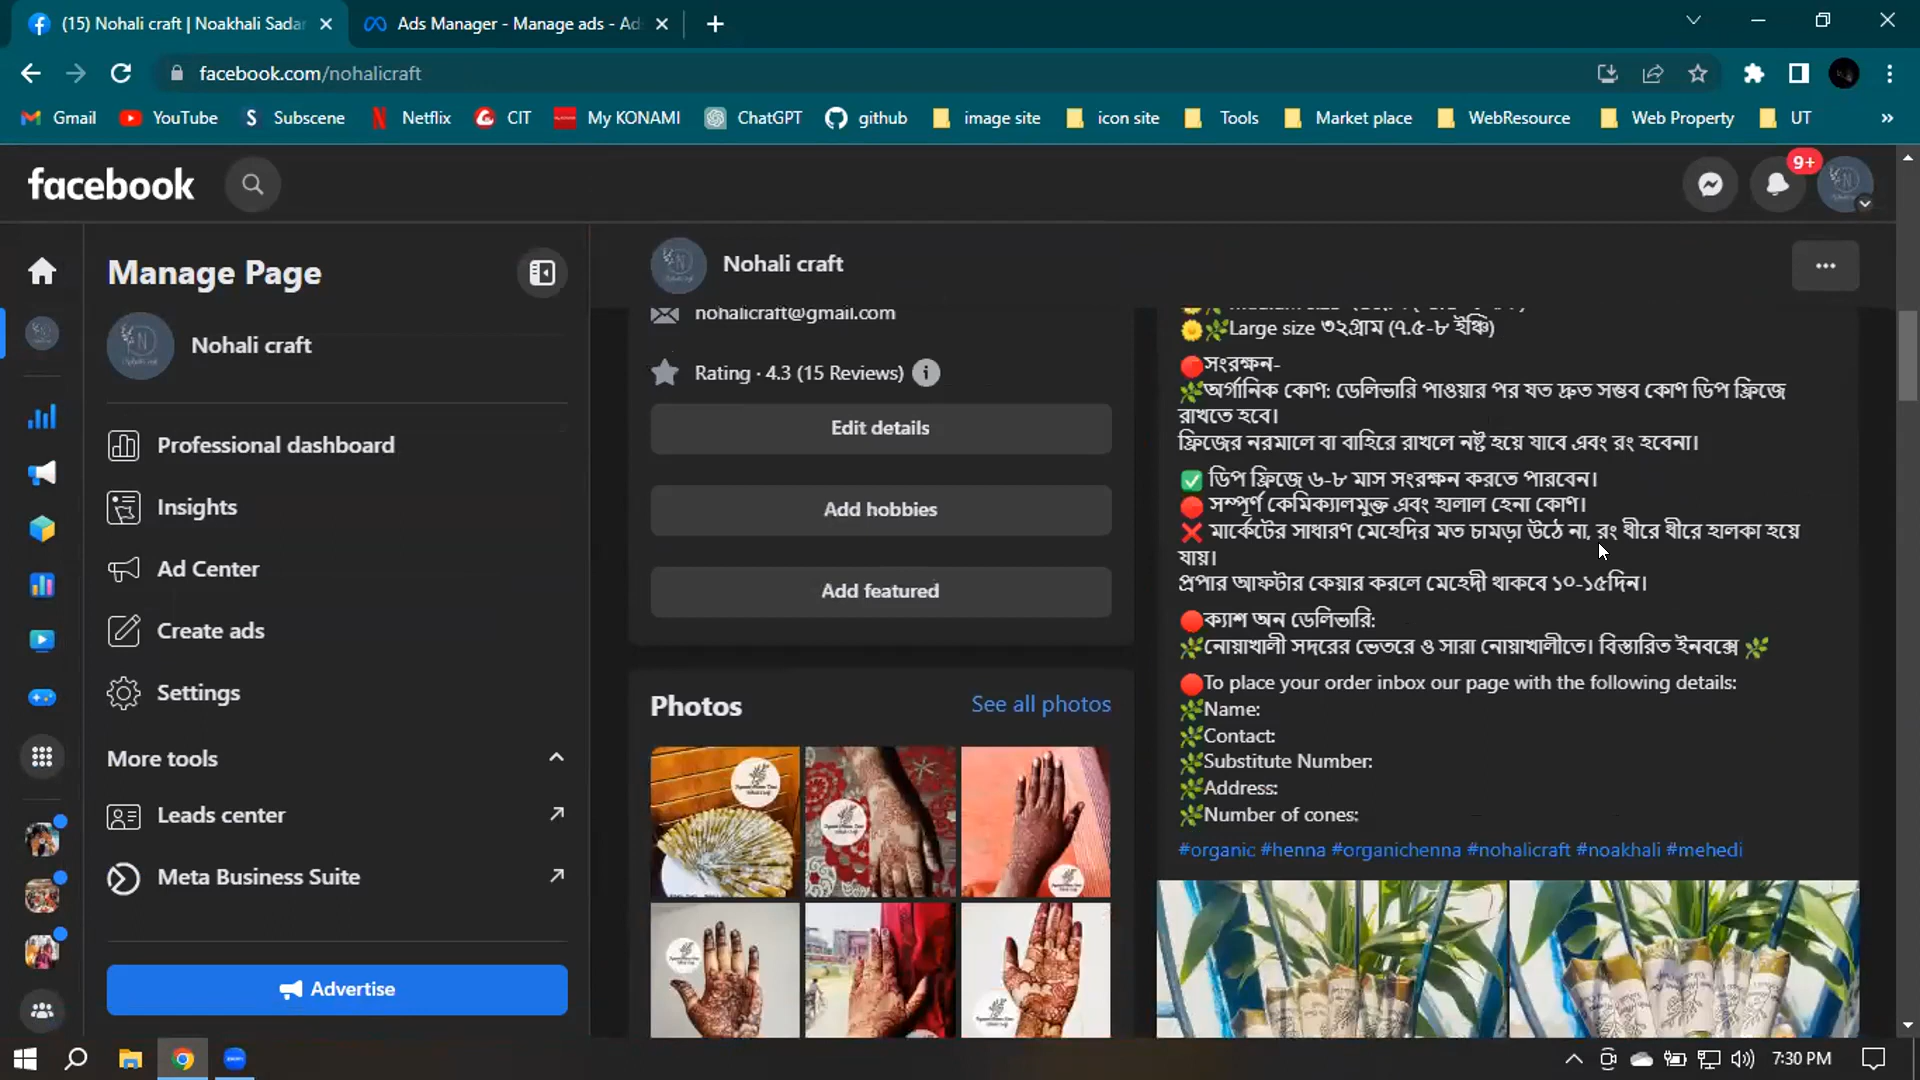 (15) Nohali craft | Noakhali Sadar
Ads Manager - Manage ads - Ad
facebook.com/nohalicraft
Gmail
YouTube
Subscene
Netflix
CIT
My KONAMI
ChatGPT
github
image site
icon site
Tools
Market place
WebResource
Web Property
UT
»
facebook
9+
Manage Page
Nohali craft
Professional dashboard
Insights
Ad Center
Create ads
Settings
More tools
Leads center
Meta Business Suite
Advertise
Nohali craft
nohalicraft@gmail.com
Rating · 4.3 (15 Reviews)
Edit details
Add hobbies
Add featured
Photos
See all photos
🌼🌿Large size ৩২গ্রাম (৭.৫-৮ ইঞ্চি)
🔴সংরক্ষন-
🌿অর্গানিক কোণ: ডেলিভারি পাওয়ার পর যত দ্রুত সম্ভব কোণ ডিপ ফ্রিজে
রাখতে হবে।
ফ্রিজের নরমালে বা বাহিরে রাখলে নষ্ট হয়ে যাবে এবং রং হবেনা।
✅ ডিপ ফ্রিজে ৬-৮ মাস সংরক্ষন করতে পারবেন।
🔴 সম্পূর্ণ কেমিক্যালমুক্ত এবং হালাল হেনা কোণ।
❌ মার্কেটের সাধারণ মেহেদির মত চামড়া উঠে না, রং ধীরে ধীরে হালকা হয়ে
যায়।
প্রপার আফটার কেয়ার করলে মেহেদী থাকবে ১০-১৫দিন।
🔴ক্যাশ অন ডেলিভারি:
🌿নোয়াখালী সদরের ভেতরে ও সারা নোয়াখালীতে। বিস্তারিত ইনবক্সে 🌿
🔴To place your order inbox our page with the following details:
🌿Name:
🌿Contact:
🌿Substitute Number:
🌿Address:
🌿Number of cones:
#organic #henna #organichenna #nohalicraft #noakhali #mehedi
7:30 PM